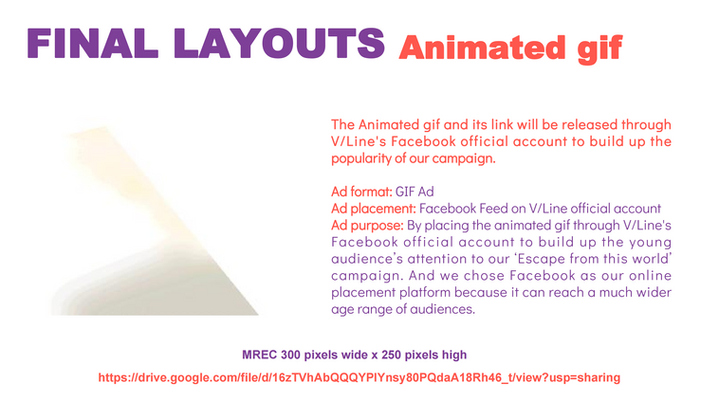 FINAL LAYOUTS Animated gif
The Animated gif and its link will be released through
V/Line's Facebook official account to build up the
popularity of our campaign.
Ad format: GIF Ad
Ad placement: Facebook Feed on V/Line official account
Ad purpose: By placing the animated gif through V/Line's
Facebook official account to build up the young
audience's attention to our 'Escape from this world'
campaign. And we chose Facebook as our online
placement platform because it can reach a much wider
age range of audiences.
MREC 300 pixels wide x 250 pixels high
https://drive.google.com/file/d/16zTVhAbQQQYPlYnsy80PQdaA18Rh46_t/view?usp=sharing